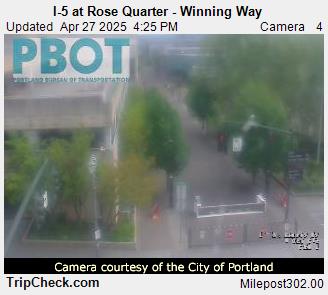 I-5 at Rose Quarter - Winning Way
Updated Apr 27 2025 4:25 PM Camera 4
PBOT
PORTLAND BUREAU OF TRANSPORTATION
Camera courtesy of the City of Portland
TripCheck.com Milepost302.00